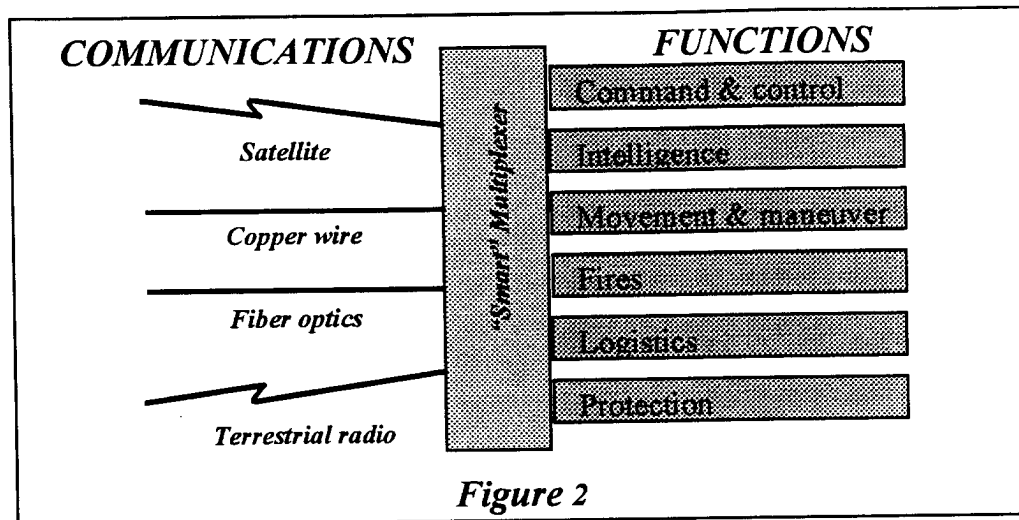 COMMUNICATIONS
FUNCTIONS
Satellite
Copper wire
Fiber optics
Terrestrial radio
"Smart" Multiplexer
Command & control
Intelligence
Movement & maneuver
Fires
Logistics
Protection
Figure 2